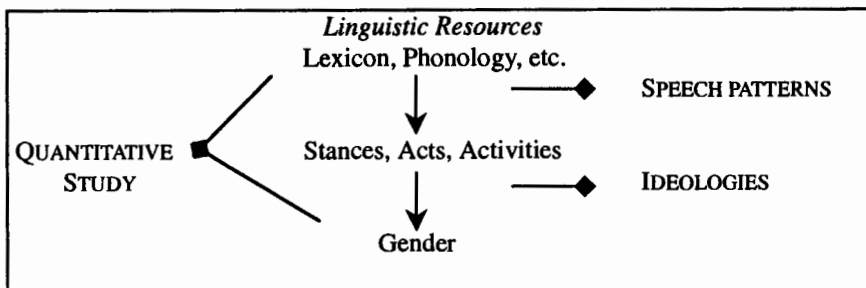 Linguistic Resources
Lexicon, Phonology, etc.
SPEECH PATTERNS
QUANTITATIVE
STUDY
Stances, Acts, Activities
IDEOLOGIES
Gender